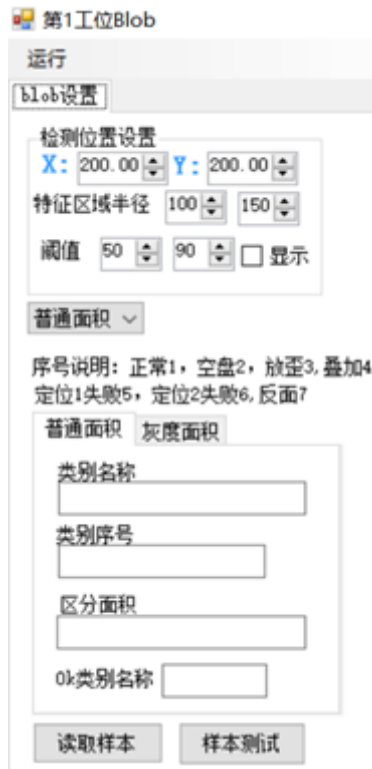 第1工位Blob
运行
blob设置
检测位置设置
X: 200.00 Y: 200.00
特征区域半径 100 150
阈值 50 90 显示
普通面积
序号说明: 正常1, 空盘2, 放歪3,叠加4
定位1失败5, 定位2失败6,反面7
普通面积 灰度面积
类别名称
类别序号
区分面积
Ok类别名称
读取样本 样本测试